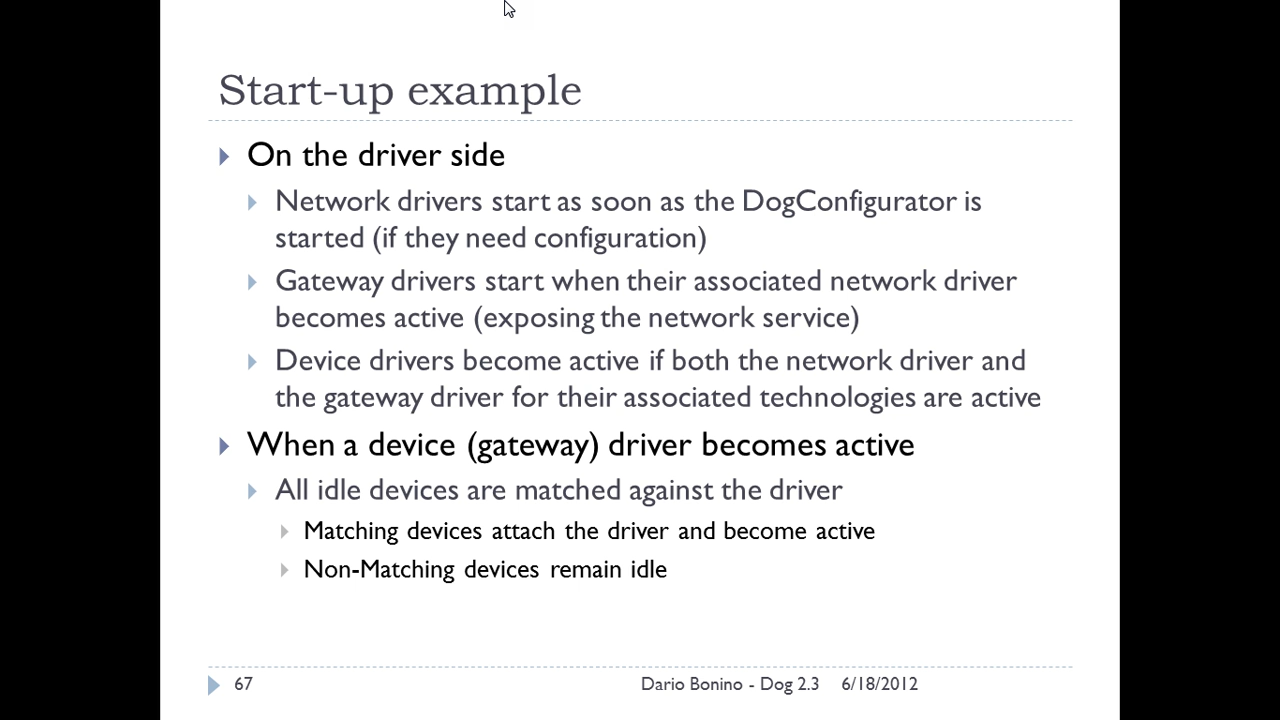 Start-up example
On the driver side
Network drivers start as soon as the DogConfigurator is
started (if they need configuration)
Gateway drivers start when their associated network driver
becomes active (exposing the network service)
Device drivers become active if both the network driver and
the gateway driver for their associated technologies are active
When a device (gateway) driver becomes active
All idle devices are matched against the driver
Matching devices attach the driver and become active
Non-Matching devices remain idle
67 Dario Bonino - Dog 2.3 6/18/2012